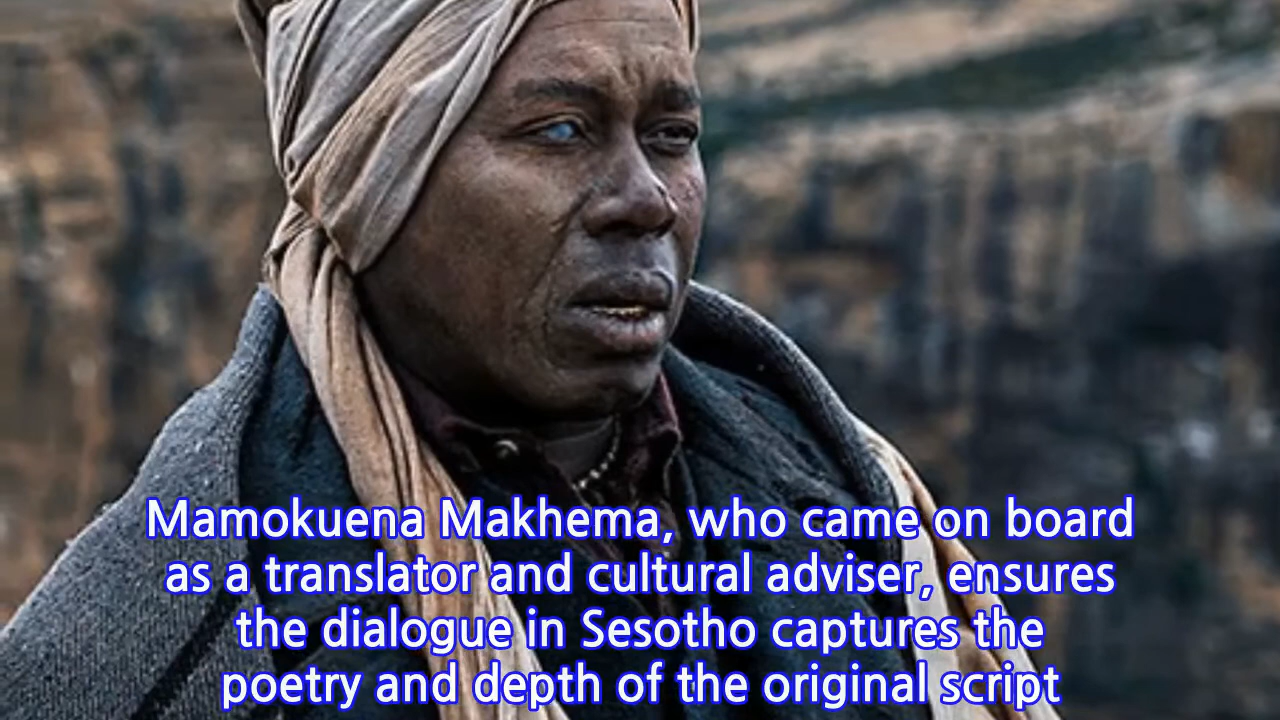 Mamokuena Makhema, who came on board
as a translator and cultural adviser, ensures
the dialogue in Sesotho captures the
poetry and depth of the original script